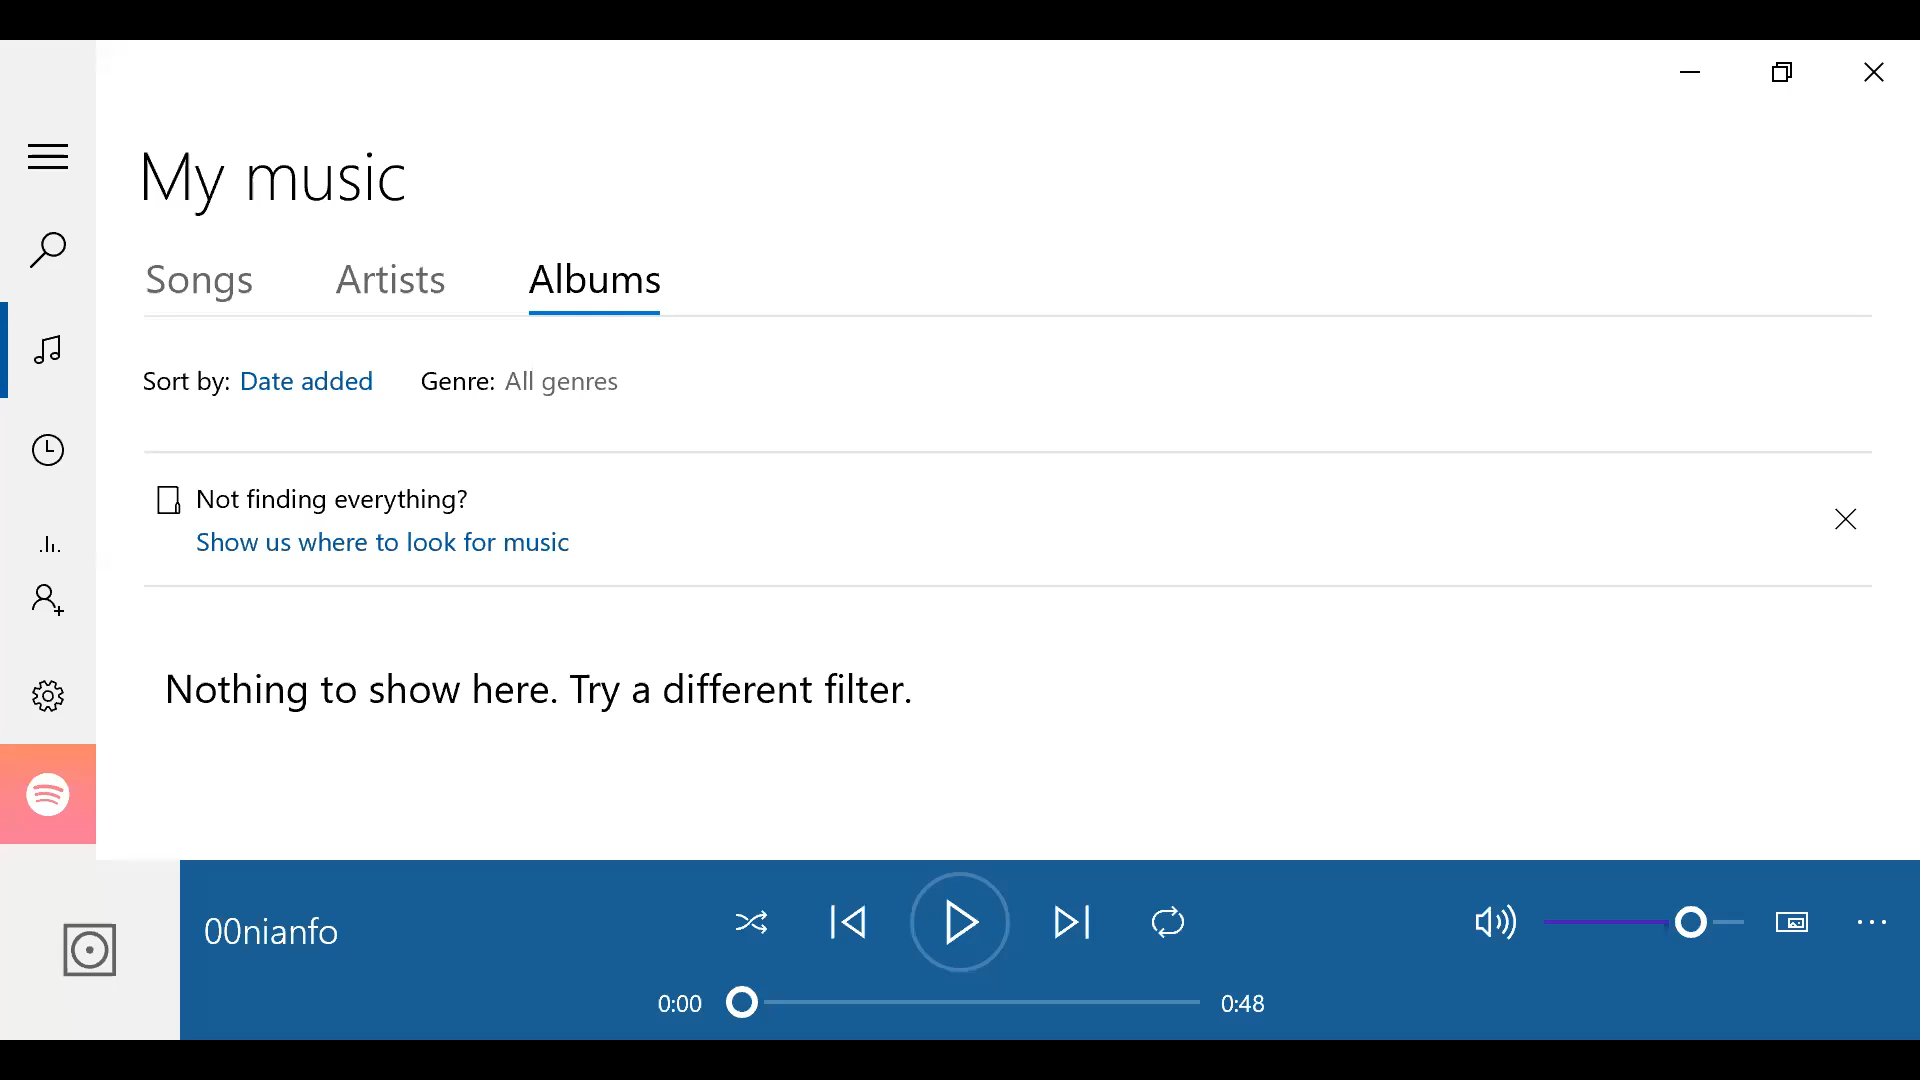 My music
Songs Artists Albums
Sort by: Date added Genre: All genres
Not finding everything?
Show us where to look for music
Nothing to show here. Try a different filter.
00nianfo
0:00 0:48